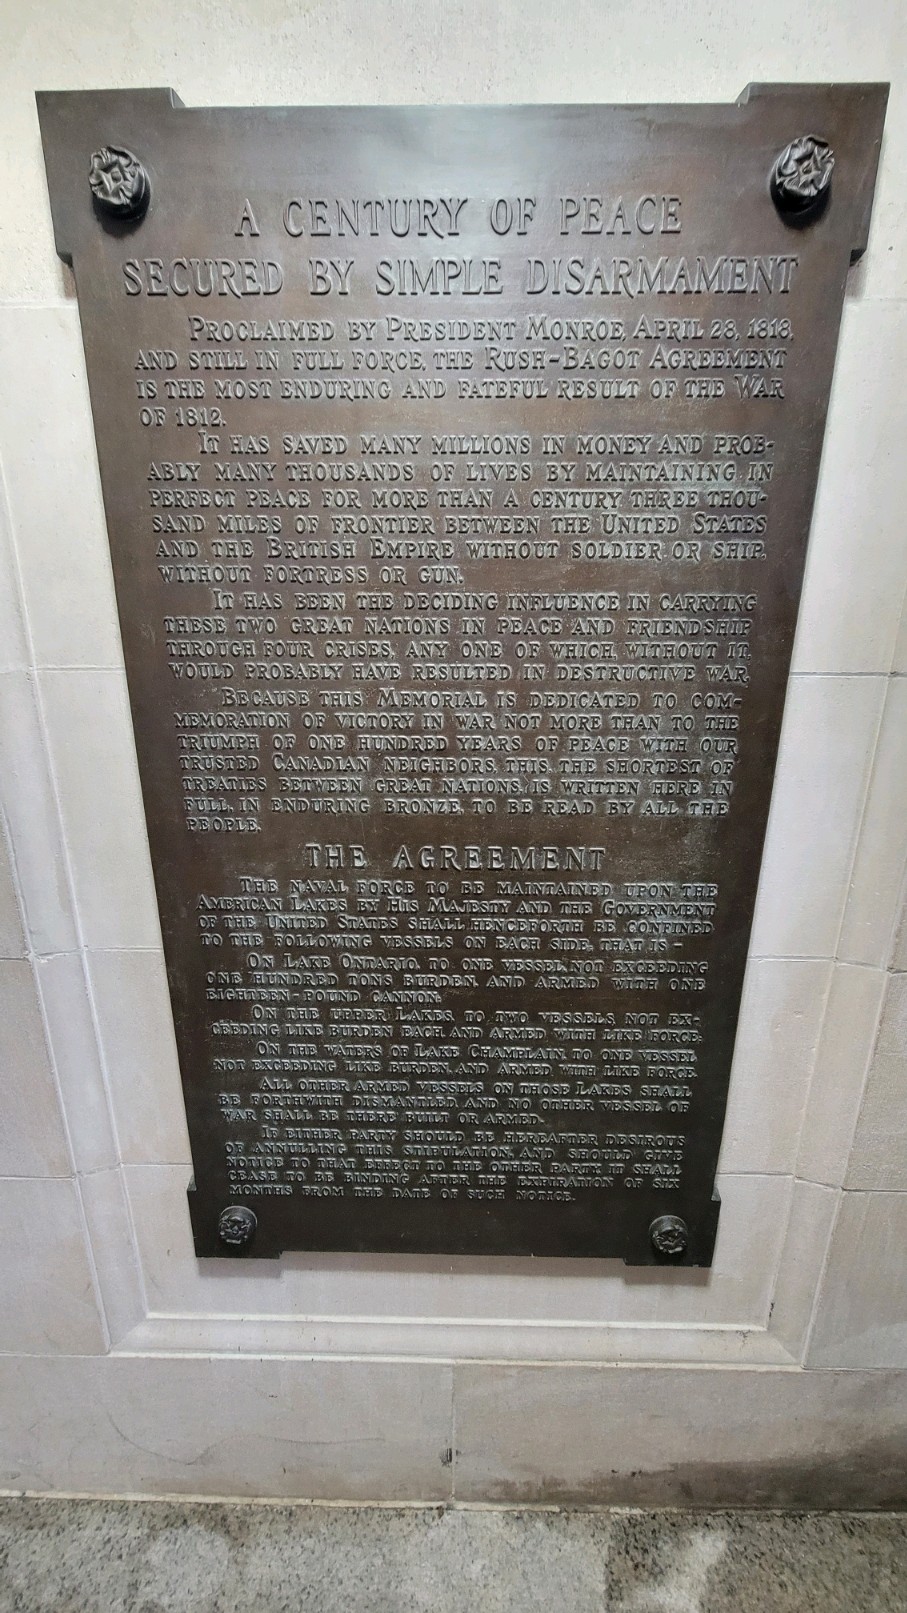 A CENTURY OF PEACE
SECURED BY SIMPLE DISARMAMENT
PROCLAIMED BY PRESIDENT MONROE, APRIL 28, 1818,
AND STILL IN FULL FORCE, THE RUSH-BAGOT AGREEMENT
IS THE MOST ENDURING AND FATEFUL RESULT OF THE WAR
OF 1812.
IT HAS SAVED MANY MILLIONS IN MONEY AND PROB-
ABLY MANY THOUSANDS OF LIVES BY MAINTAINING IN
PERFECT PEACE FOR MORE THAN A CENTURY THREE THOU-
SAND MILES OF FRONTIER BETWEEN THE UNITED STATES
AND THE BRITISH EMPIRE WITHOUT SOLDIER OR SHIP,
WITHOUT FORTRESS OR GUN.
IT HAS BEEN THE DECIDING INFLUENCE IN CARRYING
THESE TWO GREAT NATIONS IN PEACE AND FRIENDSHIP
THROUGH FOUR CRISES, ANY ONE OF WHICH, WITHOUT IT,
WOULD PROBABLY HAVE RESULTED IN DESTRUCTIVE WAR.
BECAUSE THIS MEMORIAL IS DEDICATED TO COM-
MEMORATION OF VICTORY IN WAR NOT MORE THAN TO THE
TRIUMPH OF ONE HUNDRED YEARS OF PEACE WITH OUR
TRUSTED CANADIAN NEIGHBORS, THIS, THE SHORTEST OF
TREATIES BETWEEN GREAT NATIONS, IS WRITTEN HERE IN
FULL, IN ENDURING BRONZE, TO BE READ BY ALL THE
PEOPLE.
THE AGREEMENT
THE NAVAL FORCE TO BE MAINTAINED UPON THE
AMERICAN LAKES BY HIS MAJESTY AND THE GOVERNMENT
OF THE UNITED STATES SHALL HENCEFORTH BE CONFINED
TO THE FOLLOWING VESSELS ON EACH SIDE, THAT IS -
ON LAKE ONTARIO, TO ONE VESSEL NOT EXCEEDING
ONE HUNDRED TONS BURDEN, AND ARMED WITH ONE
EIGHTEEN-POUND CANNON;
ON THE UPPER LAKES, TO TWO VESSELS, NOT EX-
CEEDING LIKE BURDEN EACH, AND ARMED WITH LIKE FORCE;
ON THE WATERS OF LAKE CHAMPLAIN, TO ONE VESSEL
NOT EXCEEDING LIKE BURDEN, AND ARMED WITH LIKE FORCE.
ALL OTHER ARMED VESSELS ON THOSE LAKES SHALL
BE FORTHWITH DISMANTLED, AND NO OTHER VESSEL OF
WAR SHALL BE THERE BUILT OR ARMED.
IF EITHER PARTY SHOULD BE HEREAFTER DESIROUS
OF ANNULLING THIS STIPULATION, AND SHOULD GIVE
NOTICE TO THAT EFFECT TO THE OTHER PARTY, IT SHALL
CEASE TO BE BINDING AFTER THE EXPIRATION OF SIX
MONTHS FROM THE DATE OF SUCH NOTICE.